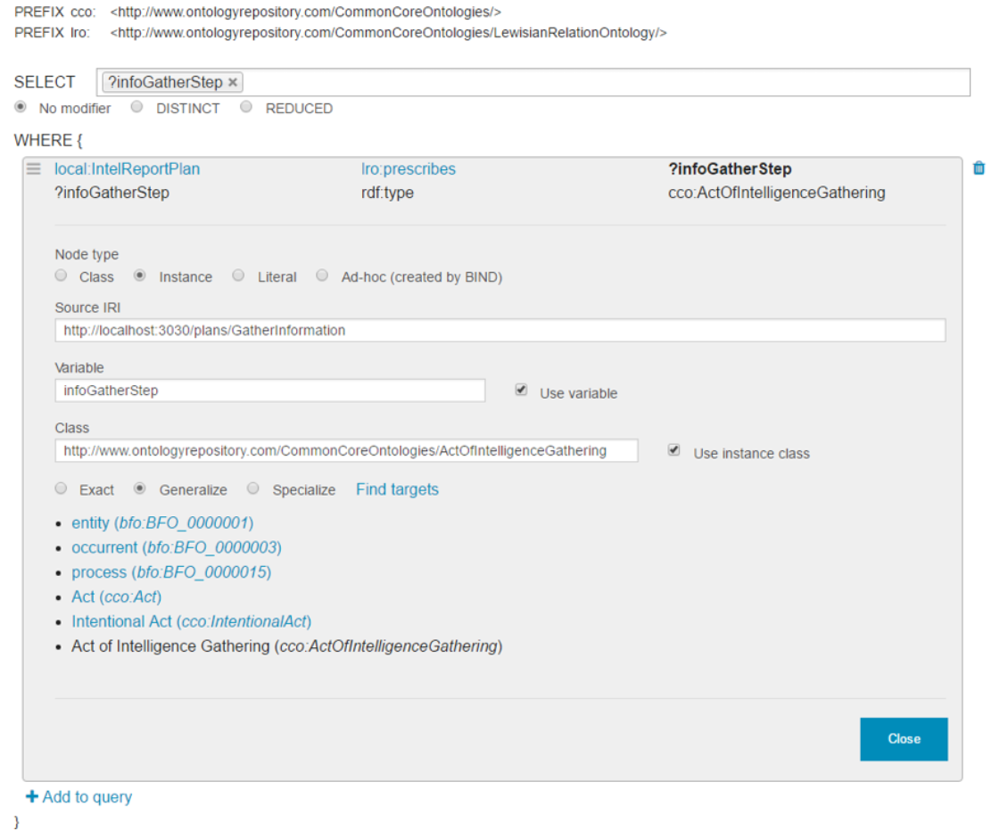 PREFIX cco: <http://www.ontologyrepository.com/CommonCoreOntologies/>
PREFIX lro: <http://www.ontologyrepository.com/CommonCoreOntologies/LewisianRelationOntology/>
SELECT ?infoGatherStep ×
No modifier DISTINCT REDUCED
WHERE {
local:IntelReportPlan lro:prescribes ?infoGatherStep
?infoGatherStep rdf:type cco:ActOfIntelligenceGathering
Node type
Class Instance Literal Ad-hoc (created by BIND)
Source IRI
http://localhost:3030/plans/GatherInformation
Variable
infoGatherStep Use variable
Class
http://www.ontologyrepository.com/CommonCoreOntologies/ActOfIntelligenceGathering Use instance class
Exact Generalize Specialize Find targets
• entity (bfo:BFO_0000001)
• occurrent (bfo:BFO_0000003)
• process (bfo:BFO_0000015)
• Act (cco:Act)
• Intentional Act (cco:IntentionalAct)
• Act of Intelligence Gathering (cco:ActOfIntelligenceGathering)
Close
+ Add to query
}